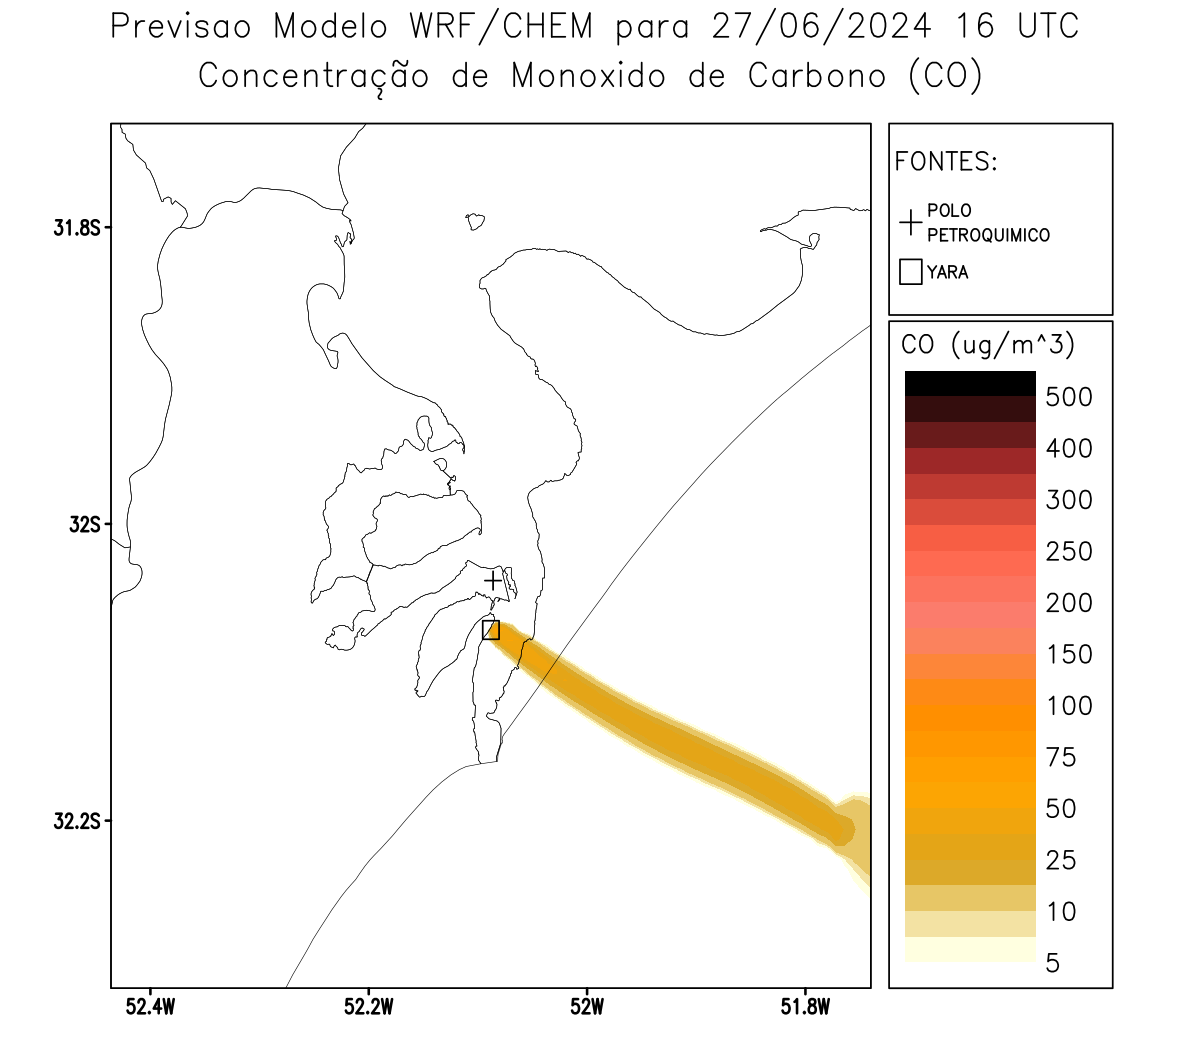 Previsao Modelo WRF/CHEM para 27/06/2024 16 UTC
Concentração de Monoxido de Carbono (CO)
FONTES:
POLO
PETROQUIMICO
YARA
CO (ug/m^3)
500
400
300
250
200
150
100
75
50
25
10
5
31.8S
32S
32.2S
52.4W
52.2W
52W
51.8W